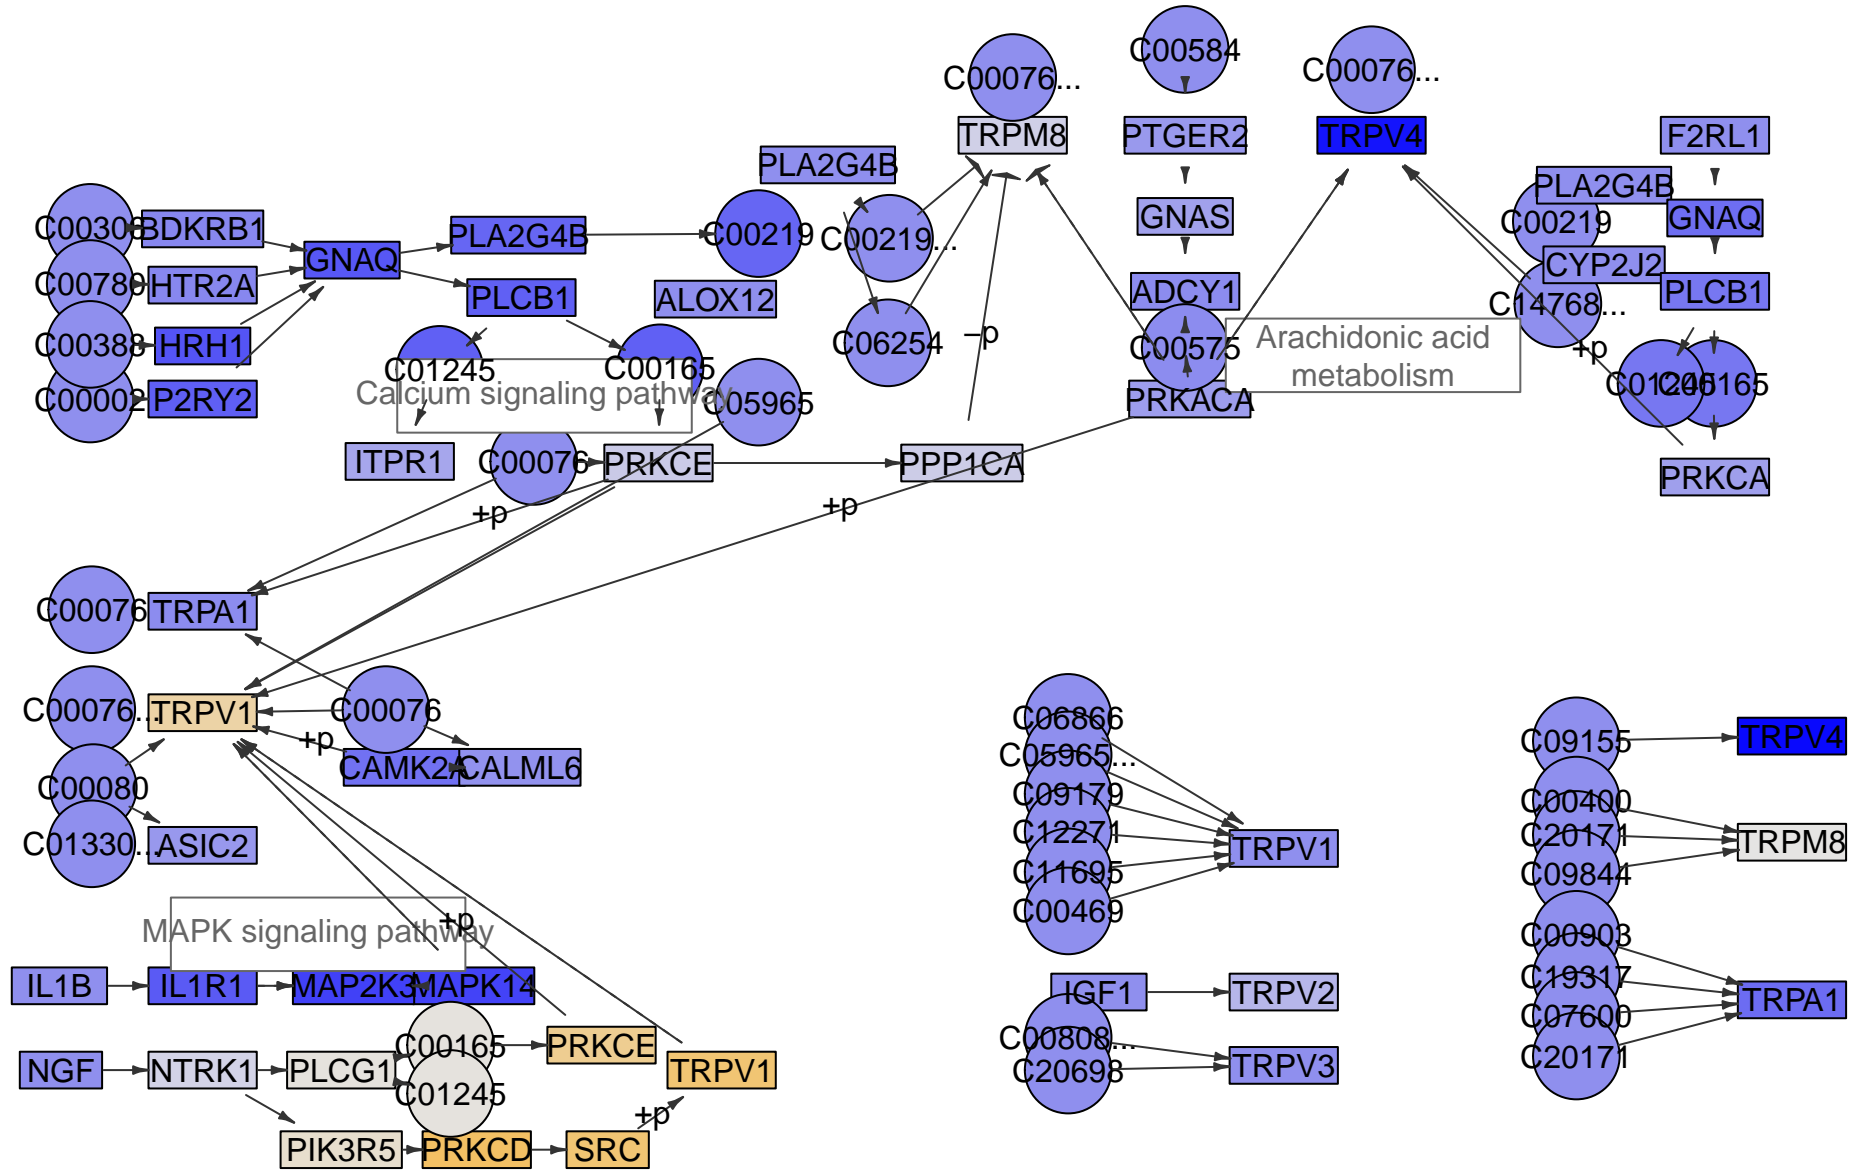 C00584
C00076...
C00076...
TRPM8
PTGER2
TRPV4
F2RL1
PLA2G4B
PLA2G4B
C00308
BDKRB1
PLA2G4B
C00219
C00219...
GNAS
C00219
GNAQ
GNAQ
CYP2J2
C00780
HTR2A
PLCB1
ALOX12
ADCY1
C14768...
PLCB1
C00388
HRH1
C01245
C00165
C06254
–p
C00575
Arachidonic acid
metabolism
+p
Calcium signaling pathway
C00002
P2RY2
C05965
PRKACA
C01245
C00165
ITPR1
C00076
PRKCE
PPP1CA
PRKCA
+p
+p
C00076
TRPA1
C00076...
TRPV1
C00076
+p
CAMK2A
CALML6
C00080
C01330...
ASIC2
C06866
C05965...
C09179
C12271
C11695
C00469
TRPV1
C09155
TRPV4
C00400
C20171
C09844
TRPM8
MAPK signaling pathway
+p
C00903
C19317
C07600
C20171
TRPA1
IL1B
IL1R1
MAP2K3
MAPK14
IGF1
TRPV2
C00808...
C20698
TRPV3
NGF
NTRK1
PLCG1
C00165
C01245
PRKCE
TRPV1
+p
PIK3R5
PRKCD
SRC